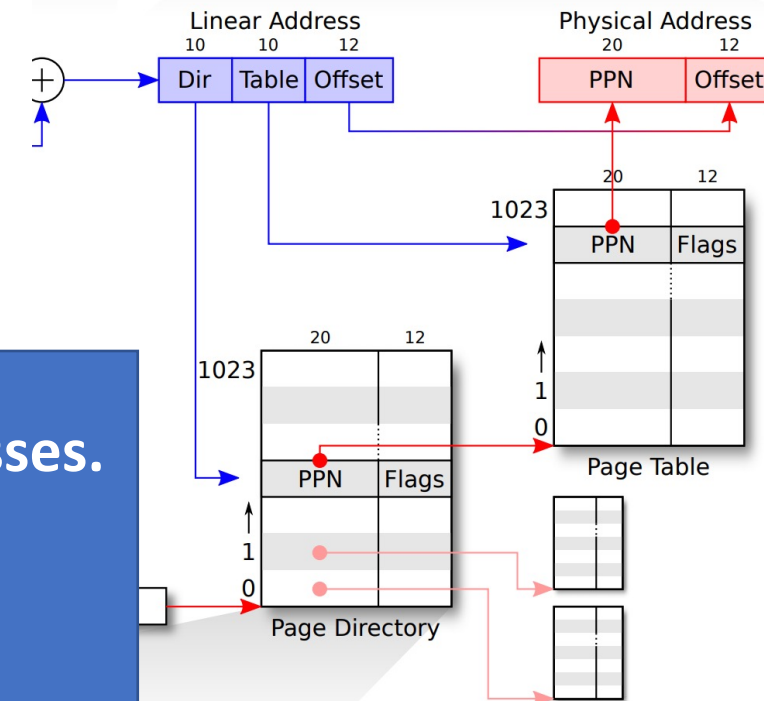 Linear Address
10 10 12
Dir Table Offset
Physical Address
20 12
PPN Offset
20 12
1023
PPN Flags
1
0
Page Table
20 12
1023
PPN Flags
1
0
Page Directory